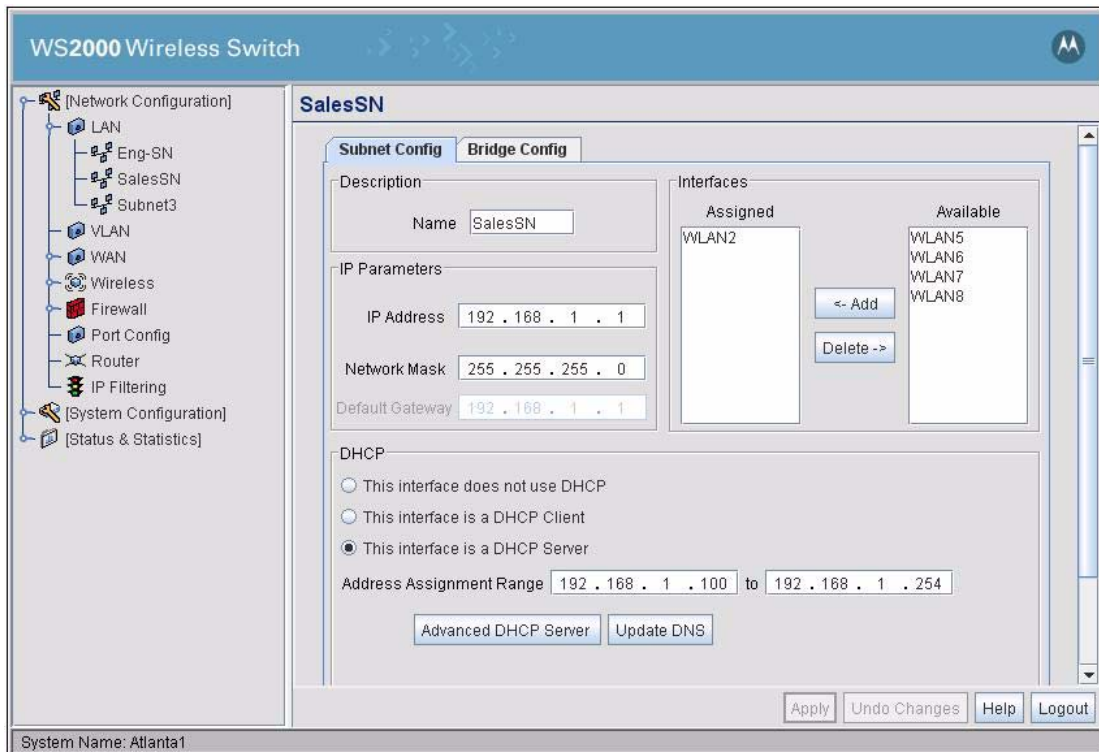 WS2000 Wireless Switch
[Network Configuration]
LAN
Eng-SN
SalesSN
Subnet3
VLAN
WAN
Wireless
Firewall
Port Config
Router
IP Filtering
[System Configuration]
[Status & Statistics]
SalesSN
Subnet Config
Bridge Config
Description
Name SalesSN
IP Parameters
IP Address 192 . 168 . 1 . 1
Network Mask 255 . 255 . 255 . 0
Default Gateway 192 . 168 . 1 . 1
Interfaces
Assigned
WLAN2
<- Add
Delete ->
Available
WLAN5
WLAN6
WLAN7
WLAN8
DHCP
This interface does not use DHCP
This interface is a DHCP Client
This interface is a DHCP Server
Address Assignment Range 192 . 168 . 1 . 100 to 192 . 168 . 1 . 254
Advanced DHCP Server
Update DNS
Apply
Undo Changes
Help
Logout
System Name: Atlanta1